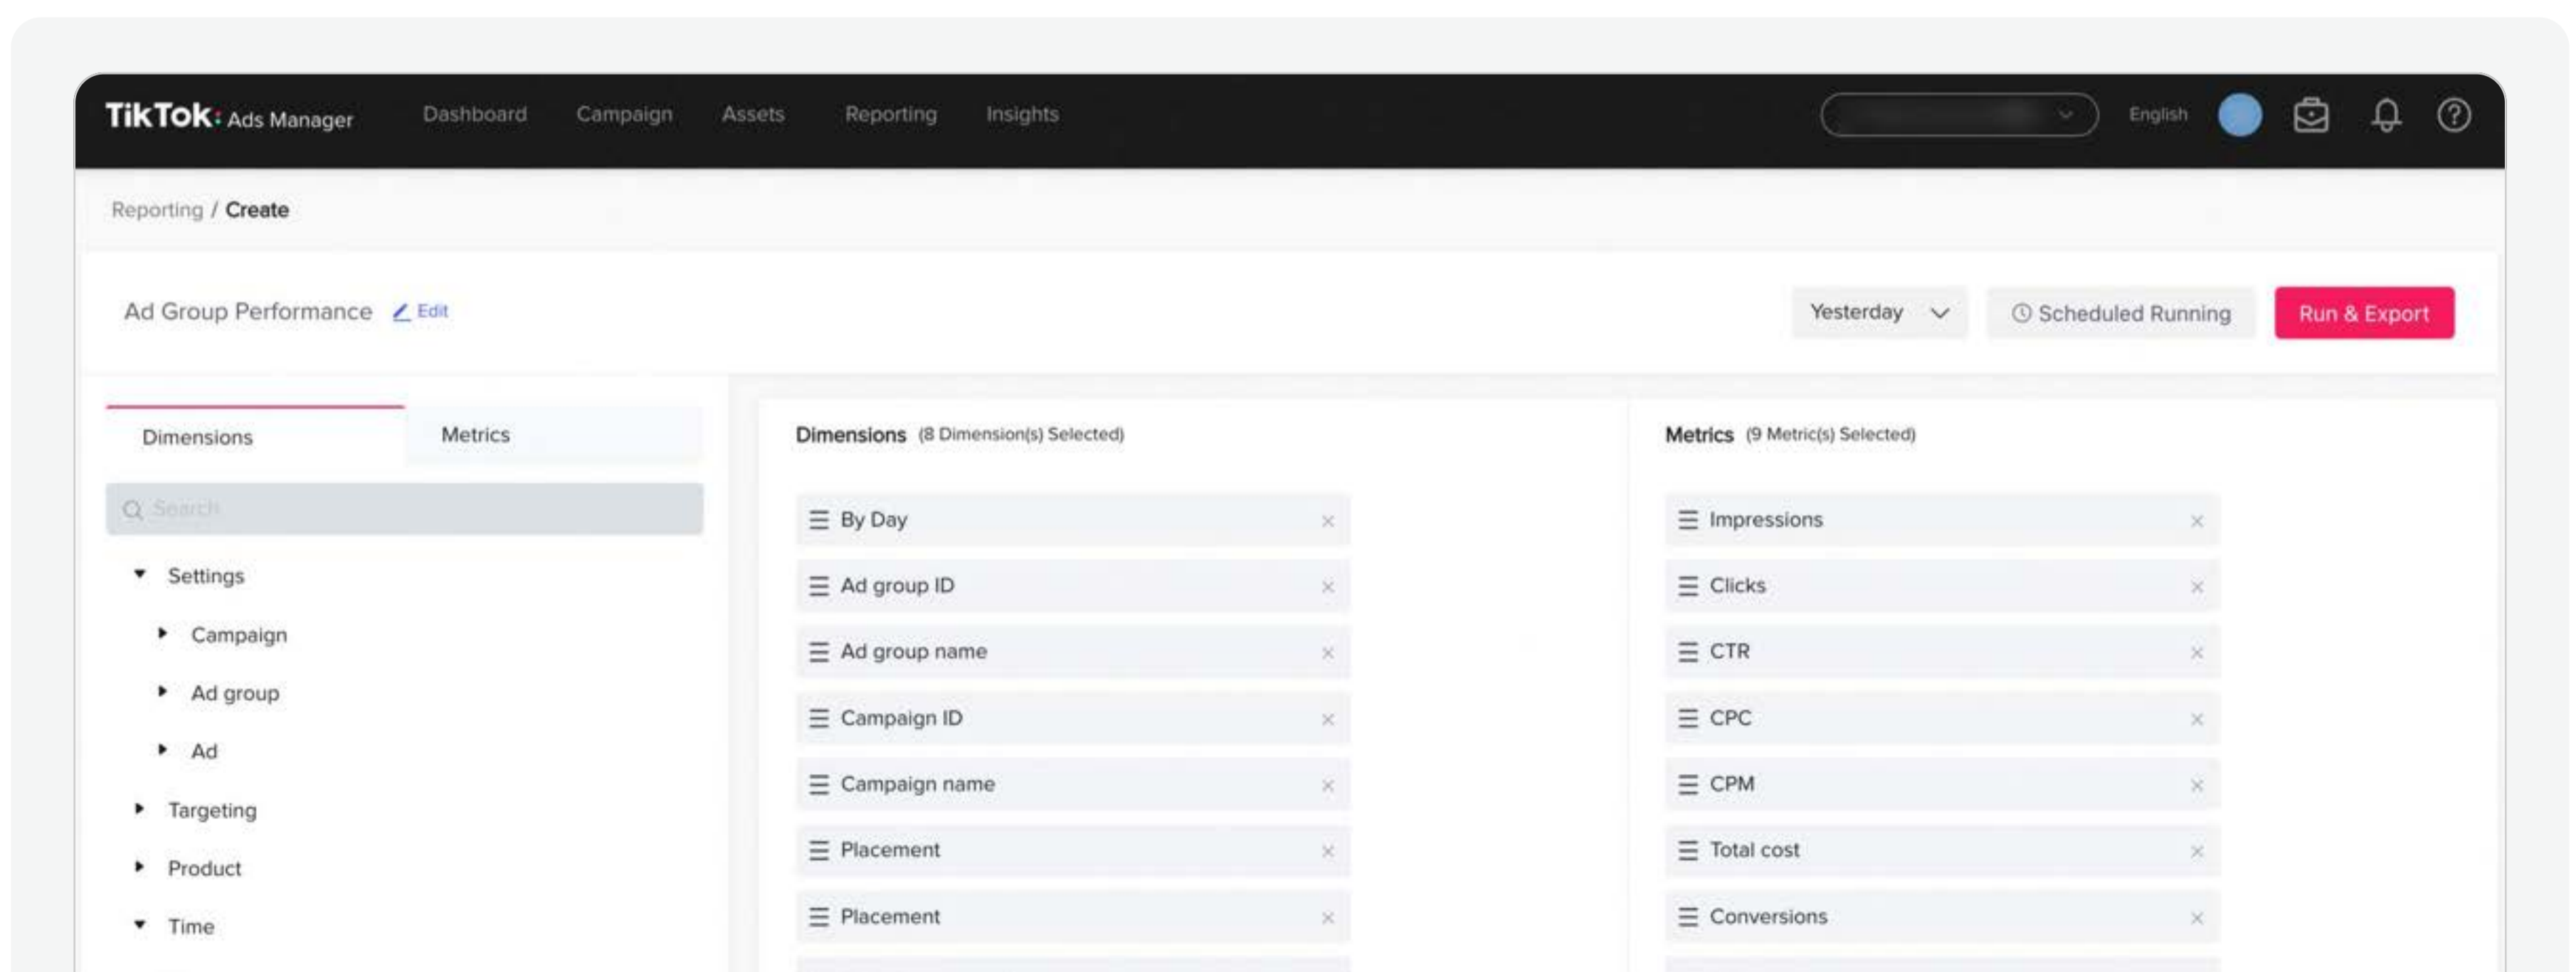 TikTok: Ads Manager Dashboard Campaign Assets Reporting Insights English
Reporting / Create
Ad Group Performance Edit Yesterday Scheduled Running Run & Export
Dimensions Metrics
Search
Settings
Campaign
Ad group
Ad
Targeting
Product
Time
Dimensions (8 Dimension(s) Selected)
By Day
Ad group ID
Ad group name
Campaign ID
Campaign name
Placement
Placement
Metrics (9 Metric(s) Selected)
Impressions
Clicks
CTR
CPC
CPM
Total cost
Conversions